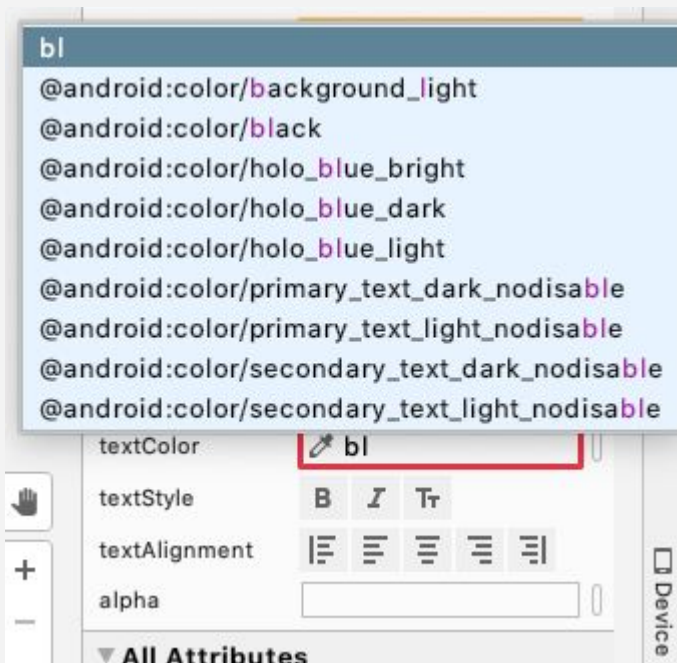 bl
@android:color/background_light
@android:color/black
@android:color/holo_blue_bright
@android:color/holo_blue_dark
@android:color/holo_blue_light
@android:color/primary_text_dark_nodisable
@android:color/primary_text_light_nodisable
@android:color/secondary_text_dark_nodisable
@android:color/secondary_text_light_nodisable
textColor bl
textStyle B I Tт
textAlignment
alpha
All Attributes
Device